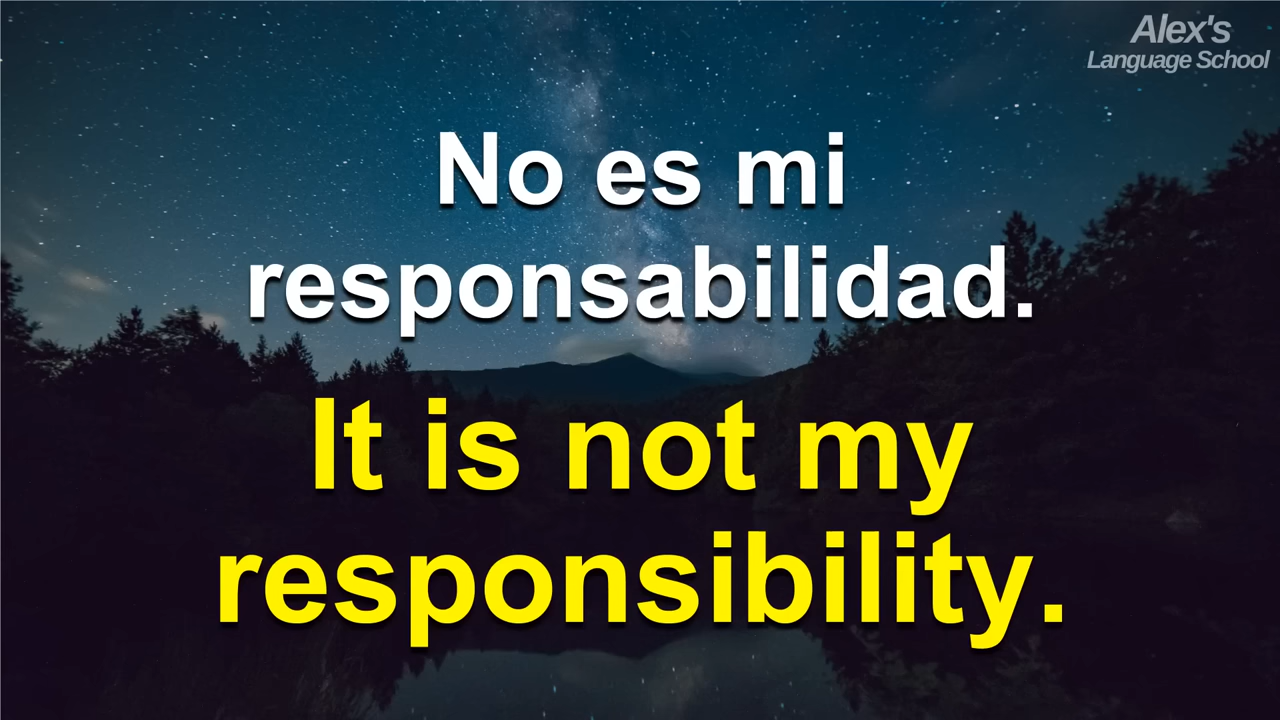 Alex's
Language School
No es mi
responsabilidad.
It is not my
responsibility.